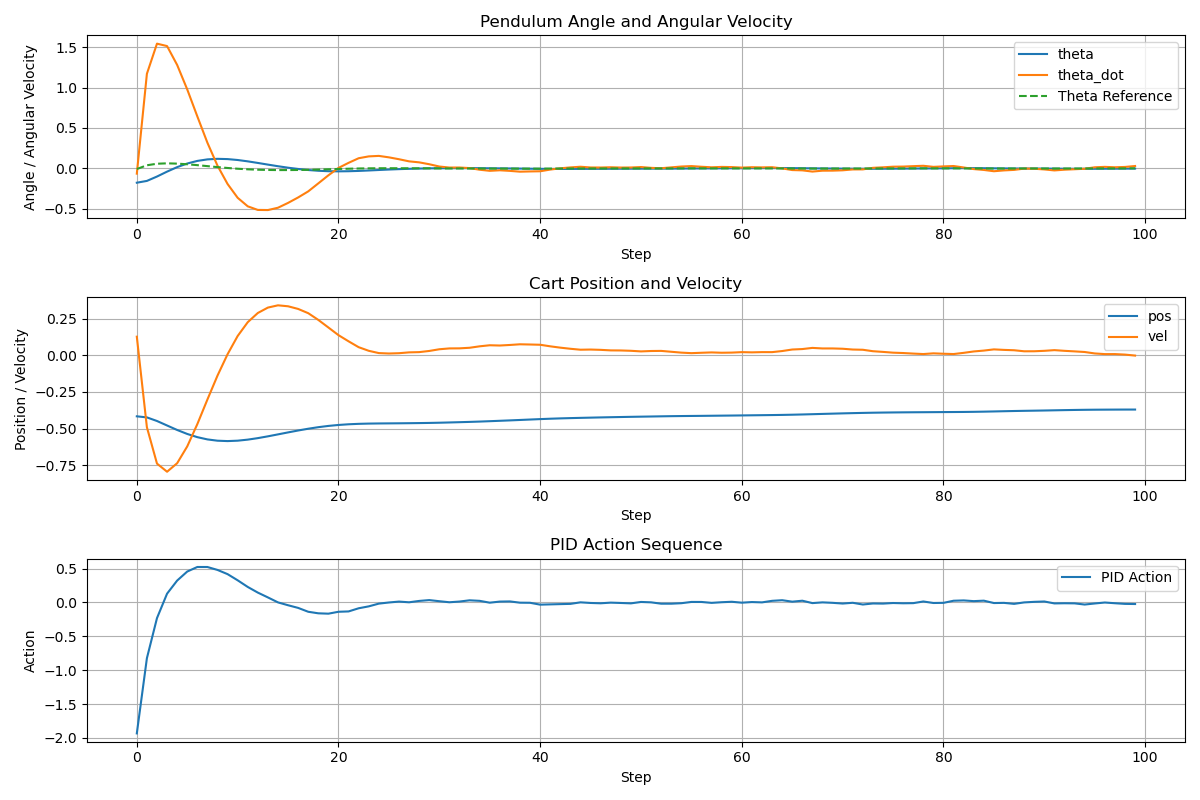 Pendulum Angle and Angular Velocity
Angle / Angular Velocity
1.5
1.0
0.5
0.0
−0.5
theta
theta_dot
Theta Reference
0 20 40 60 80 100
Step
Cart Position and Velocity
Position / Velocity
0.25
0.00
−0.25
−0.50
−0.75
pos
vel
0 20 40 60 80 100
Step
PID Action Sequence
Action
0.5
0.0
−0.5
−1.0
−1.5
−2.0
PID Action
0 20 40 60 80 100
Step